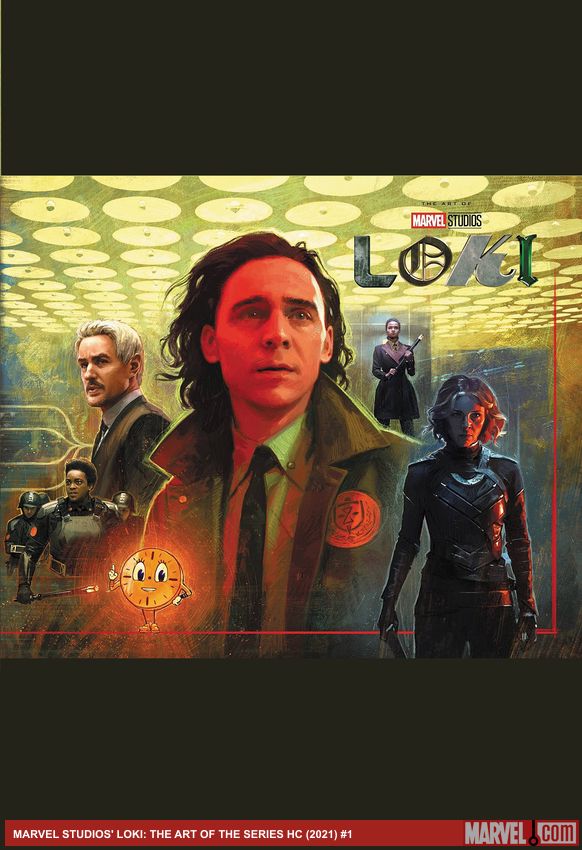 THE ART OF
MARVEL STUDIOS
LOKI
MARVEL STUDIOS' LOKI: THE ART OF THE SERIES HC (2021) #1
MARVEL.COM